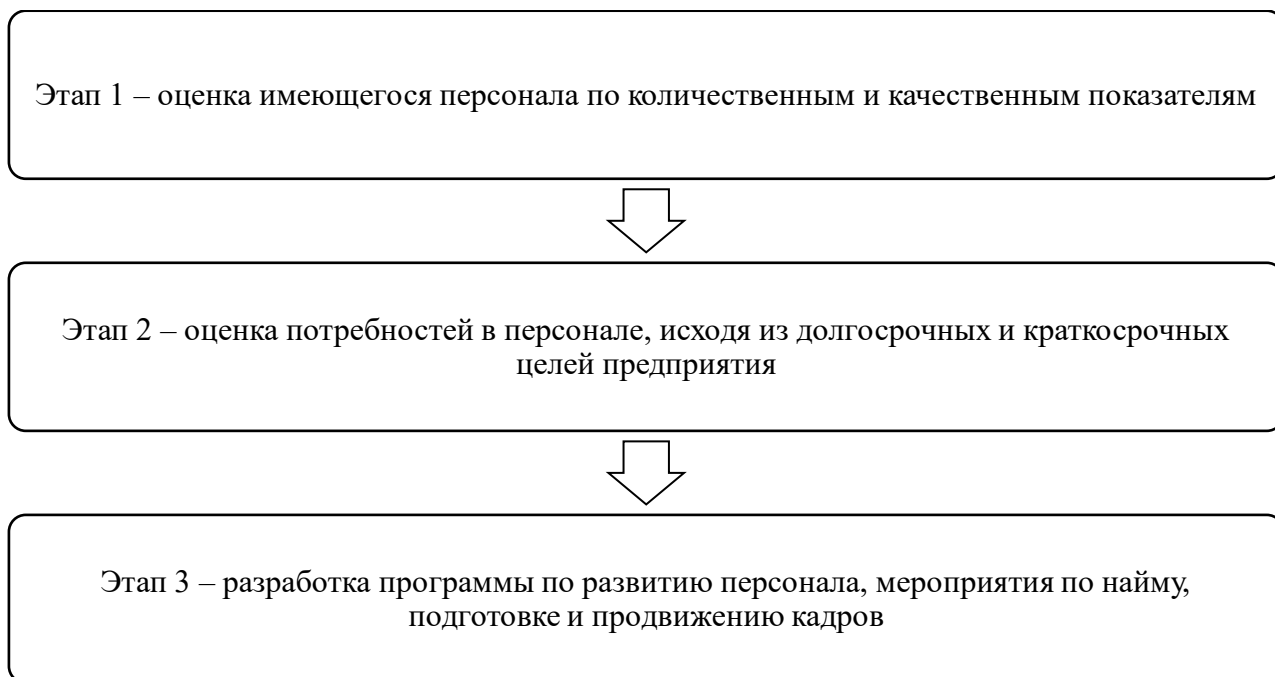 Этап 1 – оценка имеющегося персонала по количественным и качественным показателям
Этап 2 – оценка потребностей в персонале, исходя из долгосрочных и краткосрочных
целей предприятия
Этап 3 – разработка программы по развитию персонала, мероприятия по найму,
подготовке и продвижению кадров